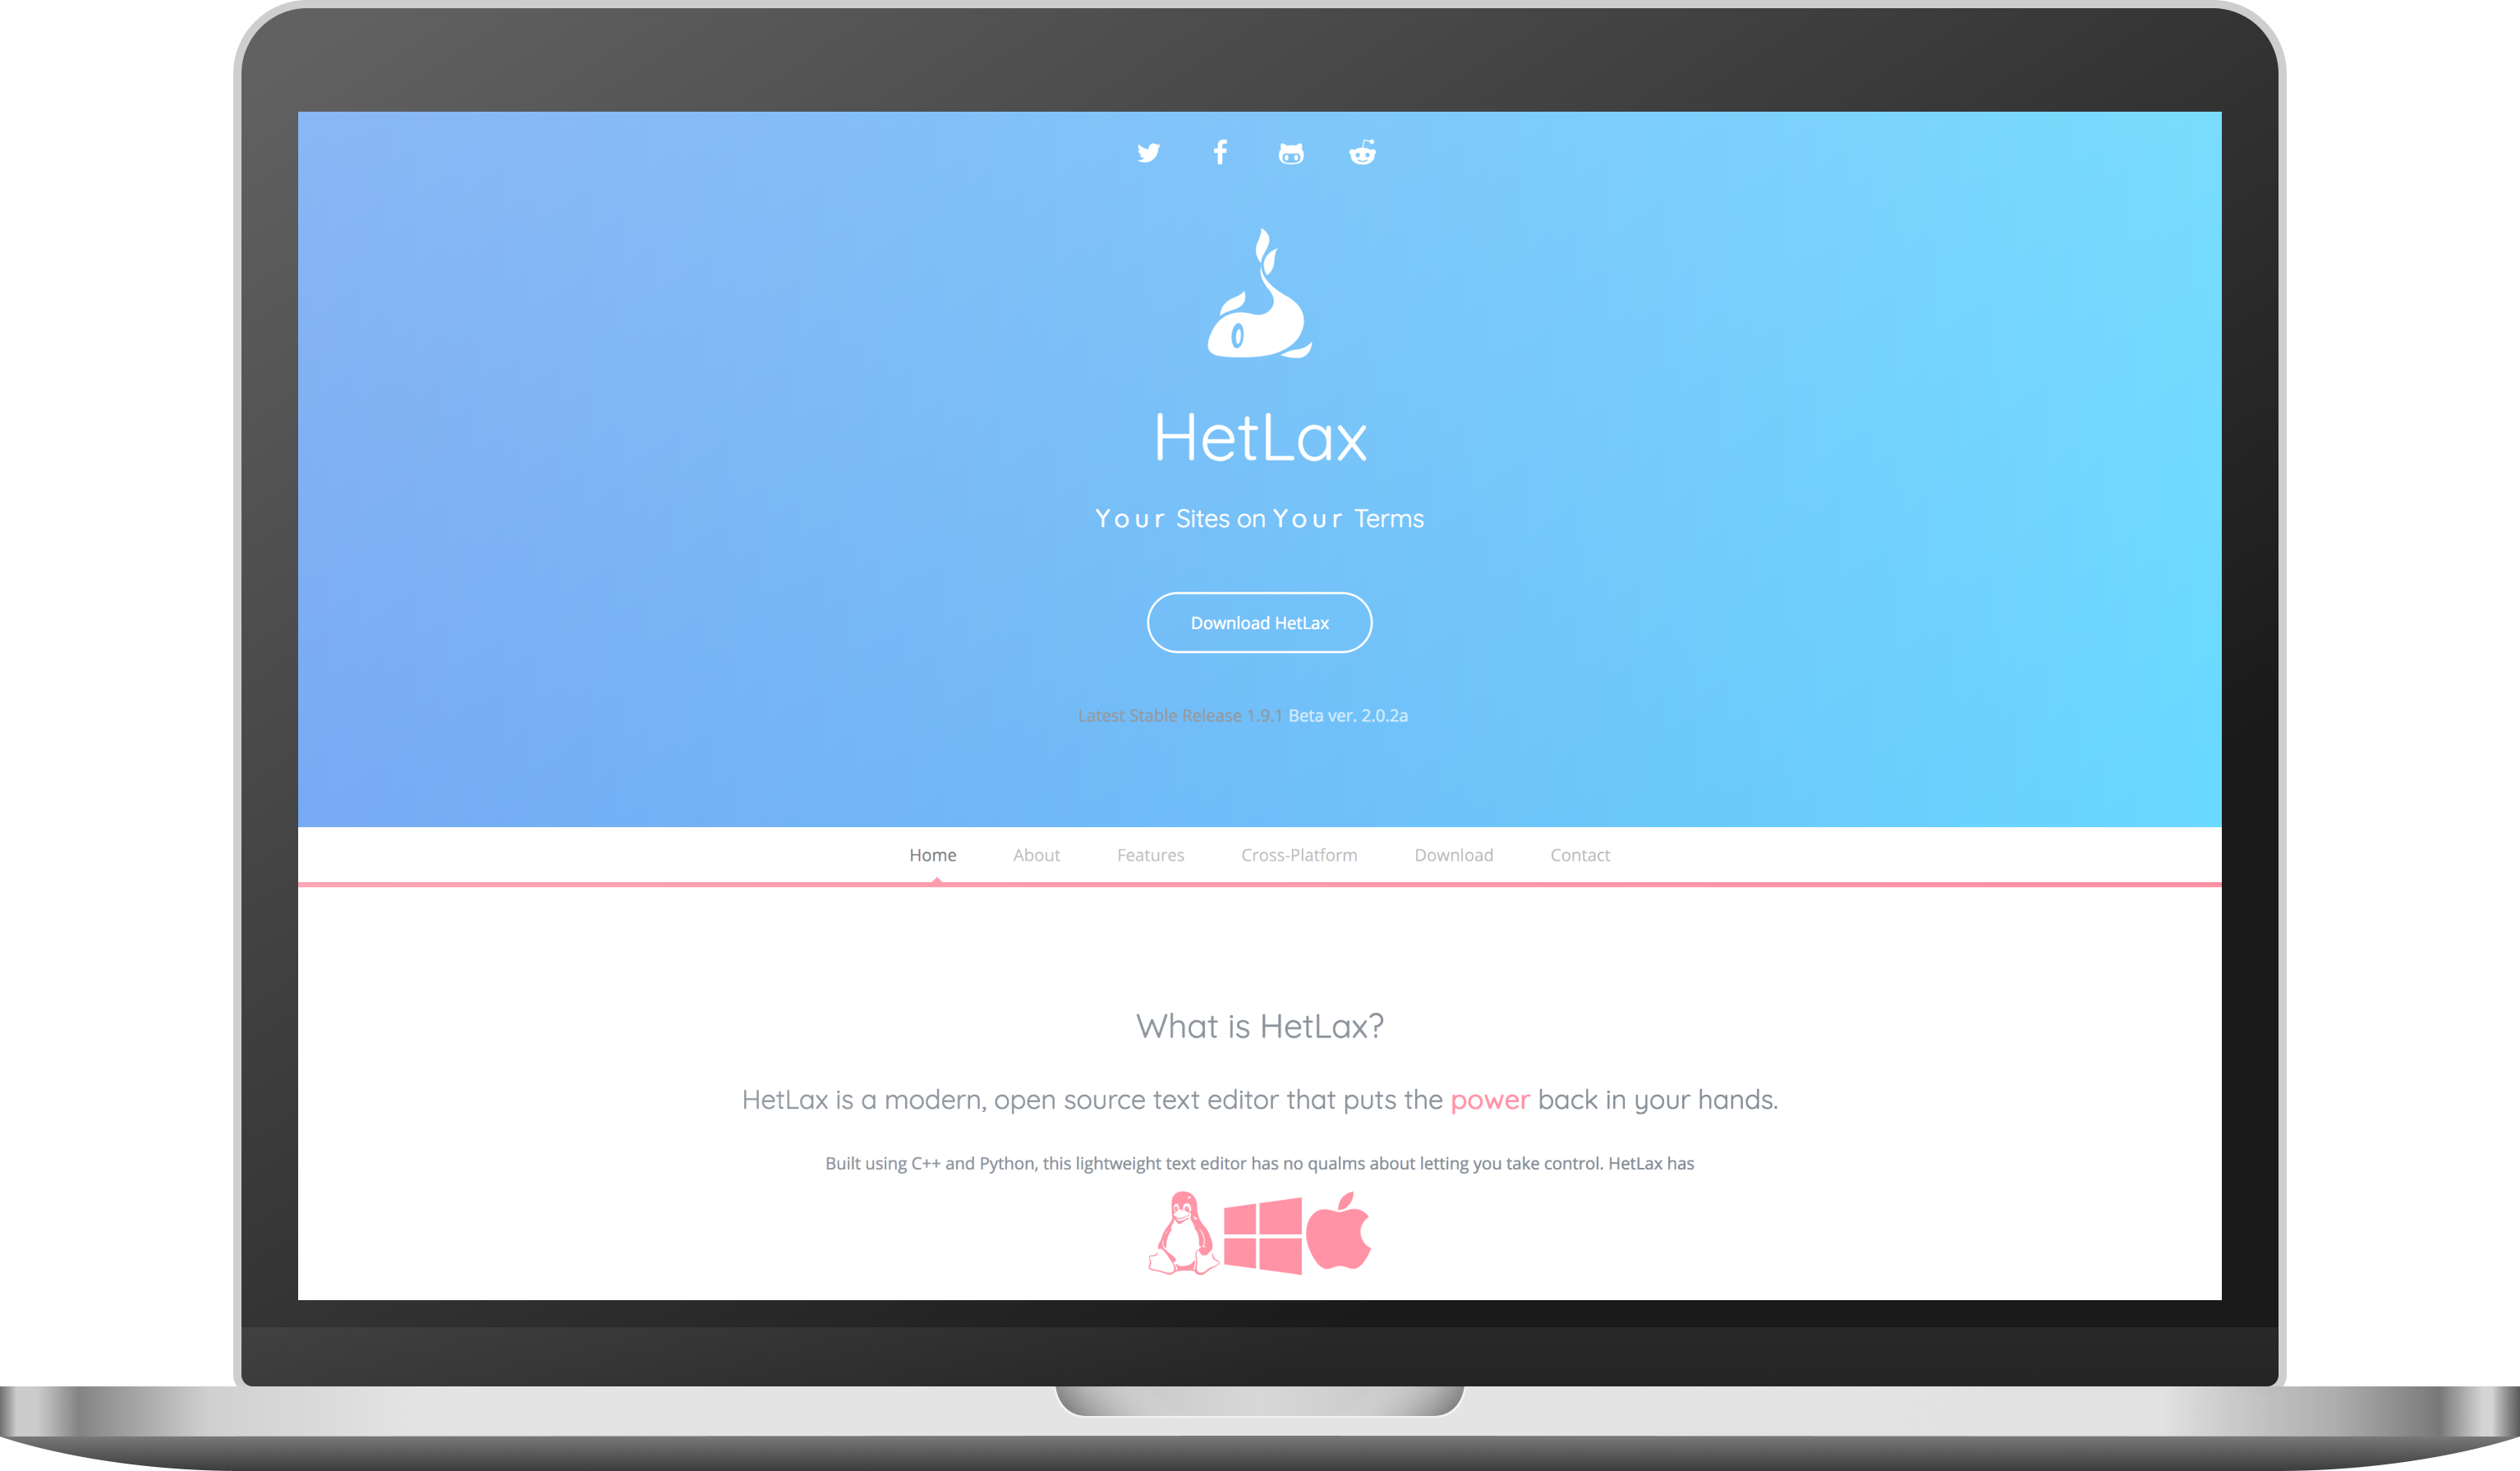 HetLax
Your Sites on Your Terms
Download HetLax
Latest Stable Release 1.9.1 Beta ver. 2.0.2a
Home About Features Cross-Platform Download Contact
What is HetLax?
HetLax is a modern, open source text editor that puts the power back in your hands.
Built using C++ and Python, this lightweight text editor has no qualms about letting you take control. HetLax has